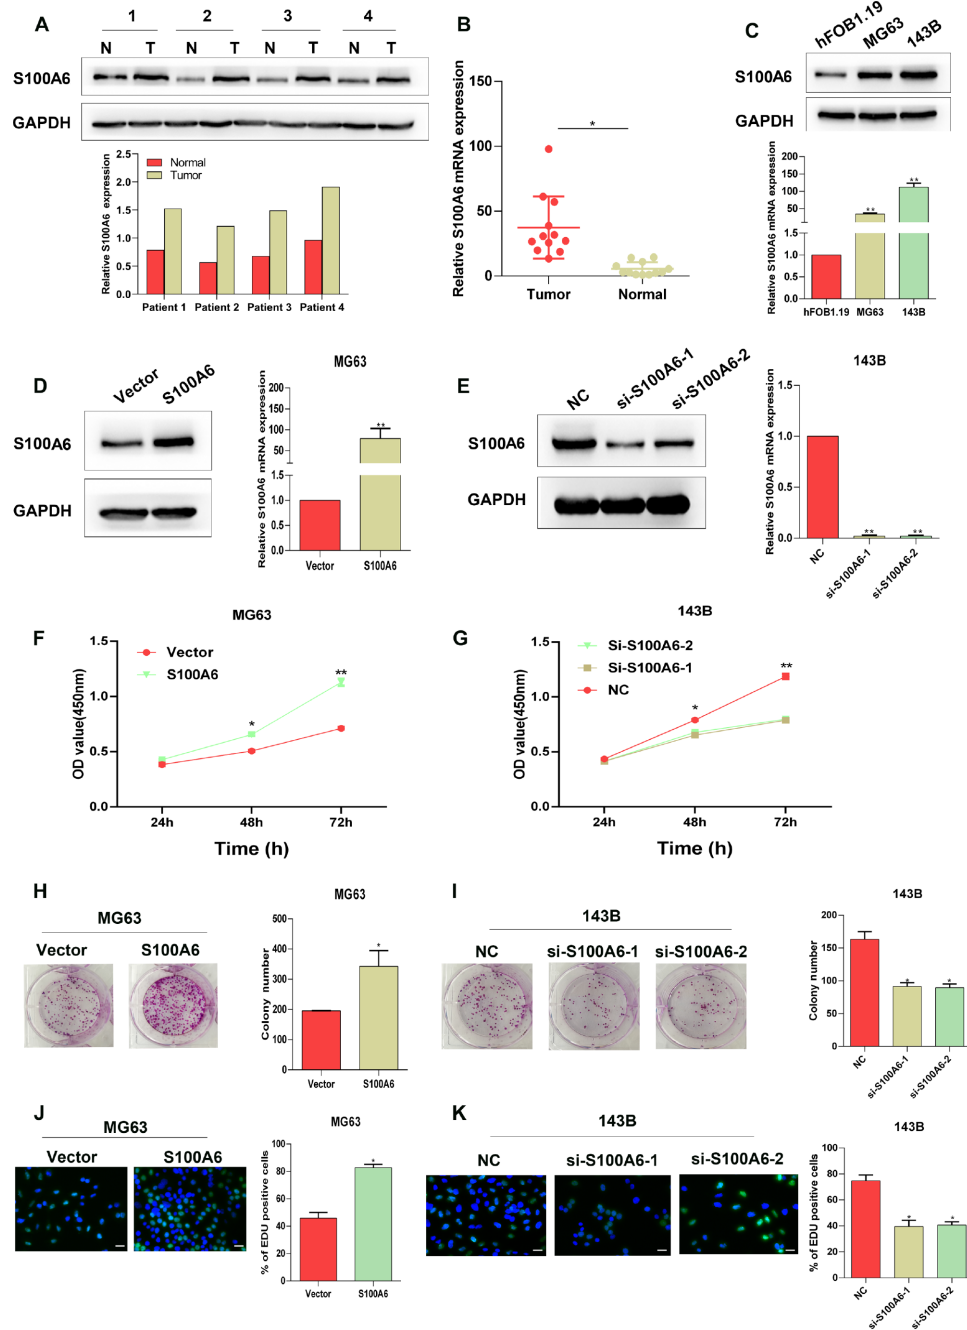 A
1 2 3 4
N T N T N T N T
S100A6
GAPDH
Relative S100A6 expression
2.5
2.0
1.5
1.0
0.5
0.0
Normal
Tumor
Patient 1 Patient 2 Patient 3 Patient 4
B
Relative S100A6 mRNA expression
150
100
50
0
*
Tumor Normal
C
hFOB1.19 MG63 143B
S100A6
GAPDH
Relative S100A6 mRNA expression
200
150
100
50
0
1.5
1.0
0.5
0.0
** **
hFOB1.19 MG63 143B
D
Vector S100A6
S100A6
GAPDH
MG63
Relative S100A6 mRNA expression
200
150
100
50
0
1.5
1.0
0.5
0.0
**
Vector S100A6
E
NC si-S100A6-1 si-S100A6-2
S100A6
GAPDH
143B
Relative S100A6 mRNA expression
1.5
1.0
0.5
0.0
** **
NC si-S100A6-1 si-S100A6-2
F
MG63
OD value(450nm)
1.5
1.0
0.5
0.0
Vector
S100A6
* **
24h 48h 72h
Time (h)
G
143B
OD value(450nm)
1.5
1.0
0.5
0.0
Si-S100A6-2
Si-S100A6-1
NC
* **
24h 48h 72h
Time (h)
H
MG63
Vector S100A6
MG63
Colony number
500
400
300
200
100
0
*
Vector S100A6
I
143B
NC si-S100A6-1 si-S100A6-2
143B
Colony number
200
150
100
50
0
* *
NC si-S100A6-1 si-S100A6-2
J
MG63
Vector S100A6
MG63
% of EDU positive cells
100
80
60
40
20
0
*
Vector S100A6
K
143B
NC si-S100A6-1 si-S100A6-2
143B
% of EDU positive cells
100
80
60
40
20
0
* *
NC si-S100A6-1 si-S100A6-2